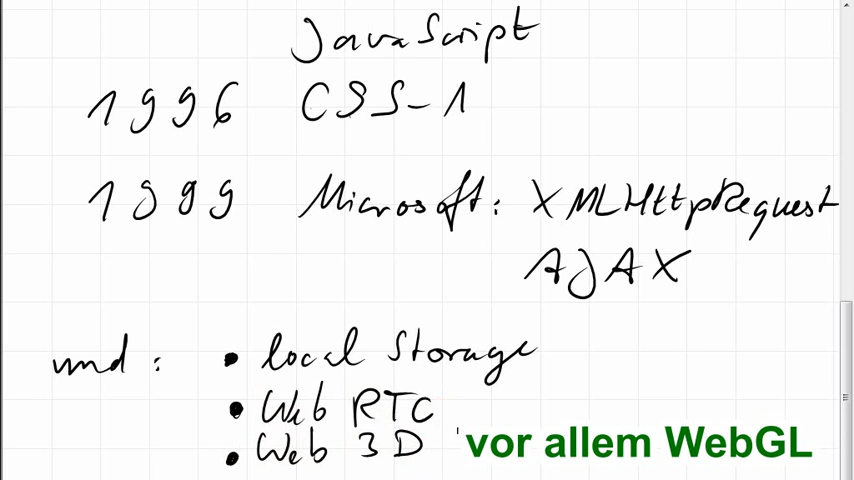 JavaScript
1996 CSS-1
1999 Microsoft: XMLHttpRequest
AJAX
und: • local Storage
• Web RTC
• Web 3D vor allem WebGL